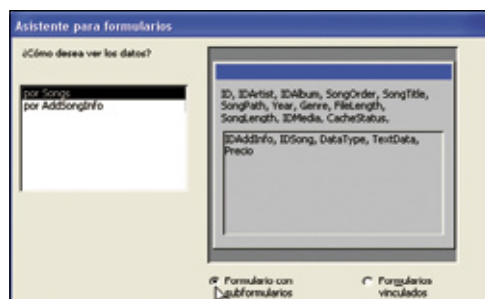 Asistente para formularios
¿Cómo desea ver los datos?
por Songs
por AddSongInfo
ID, IDArtist, IDAlbum, SongOrder, SongTitle,
SongPath, Year, Genre, FileLength,
SongLength, IDMedia, CacheStatus,
IDAddInfo, IDSong, DataType, TextData,
Precio
Formulario con
subformularios
Formularios
vinculados